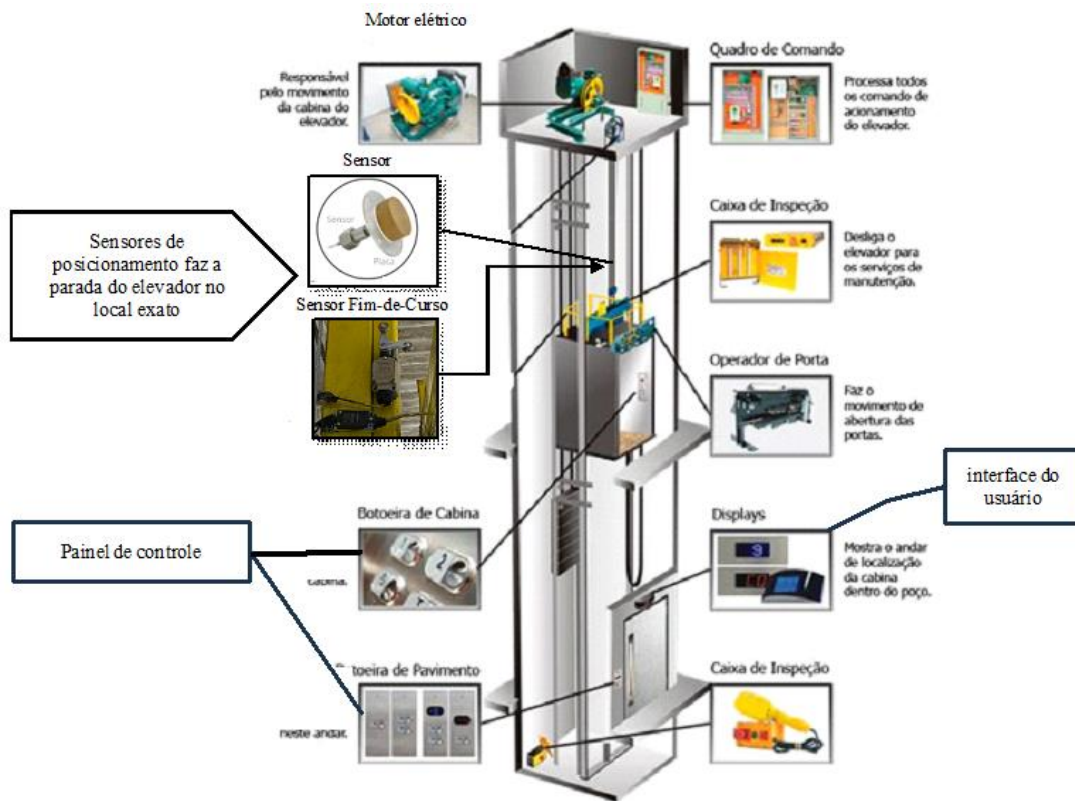 Motor elétrico
Responsável
pelo movimento
da cabina do
elevador.
Quadro de Comando
Processa todos
os comando de
acionamento
do elevador.
Sensor
Sensor
Placa
Sensores de
posicionamento faz a
parada do elevador no
local exato
Sensor Fim-de-Curso
Caixa de Inspeção
Desliga o
elevador para
os serviços de
manutenção.
Operador de Porta
Faz o
movimento de
abertura das
portas.
interface do
usuário
Painel de controle
Botoeira de Cabina
cabina.
Displays
Mostra o andar
de localização
da cabina
dentro do poço.
toeira de Pavimento
neste andar.
Caixa de Inspeção